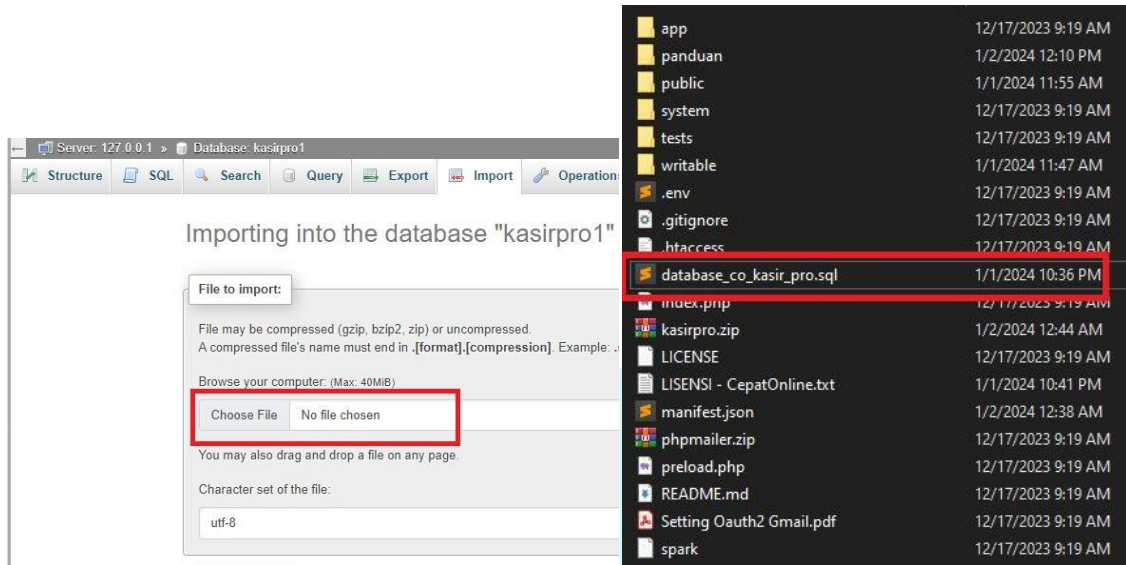 ← Server: 127.0.0.1 » Database: kasirpro1
Structure SQL Search Query Export Import Operation
Importing into the database "kasirpro1"
File to import:
File may be compressed (gzip, bzip2, zip) or uncompressed.
A compressed file's name must end in .[format].[compression]. Example: .
Browse your computer: (Max: 40MiB)
Choose File No file chosen
You may also drag and drop a file on any page.
Character set of the file:
utf-8
app 12/17/2023 9:19 AM
panduan 1/2/2024 12:10 PM
public 1/1/2024 11:55 AM
system 12/17/2023 9:19 AM
tests 12/17/2023 9:19 AM
writable 1/1/2024 11:47 AM
.env 12/17/2023 9:19 AM
.gitignore 12/17/2023 9:19 AM
.htaccess 12/17/2023 9:19 AM
database_co_kasir_pro.sql 1/1/2024 10:36 PM
index.php 12/17/2023 9:19 AM
kasirpro.zip 1/2/2024 12:44 AM
LICENSE 12/17/2023 9:19 AM
LISENSI - CepatOnline.txt 1/1/2024 10:41 PM
manifest.json 1/2/2024 12:38 AM
phpmailer.zip 12/17/2023 9:19 AM
preload.php 12/17/2023 9:19 AM
README.md 12/17/2023 9:19 AM
Setting Oauth2 Gmail.pdf 12/17/2023 9:19 AM
spark 12/17/2023 9:19 AM